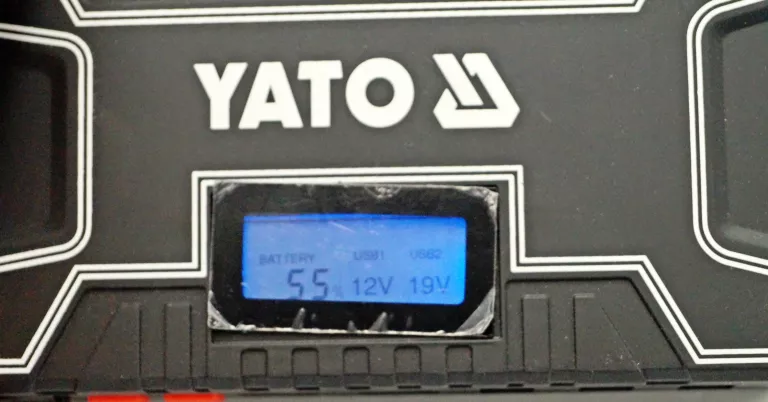 YATO
BATTERY USB1 USB2
55% 12V 19V